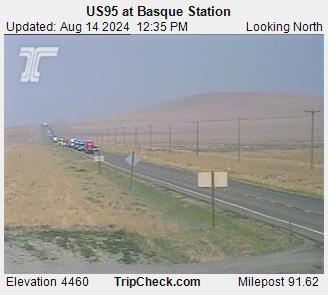 US95 at Basque Station
Updated: Aug 14 2024 12:35 PM Looking North
Elevation 4460 TripCheck.com Milepost 91.62